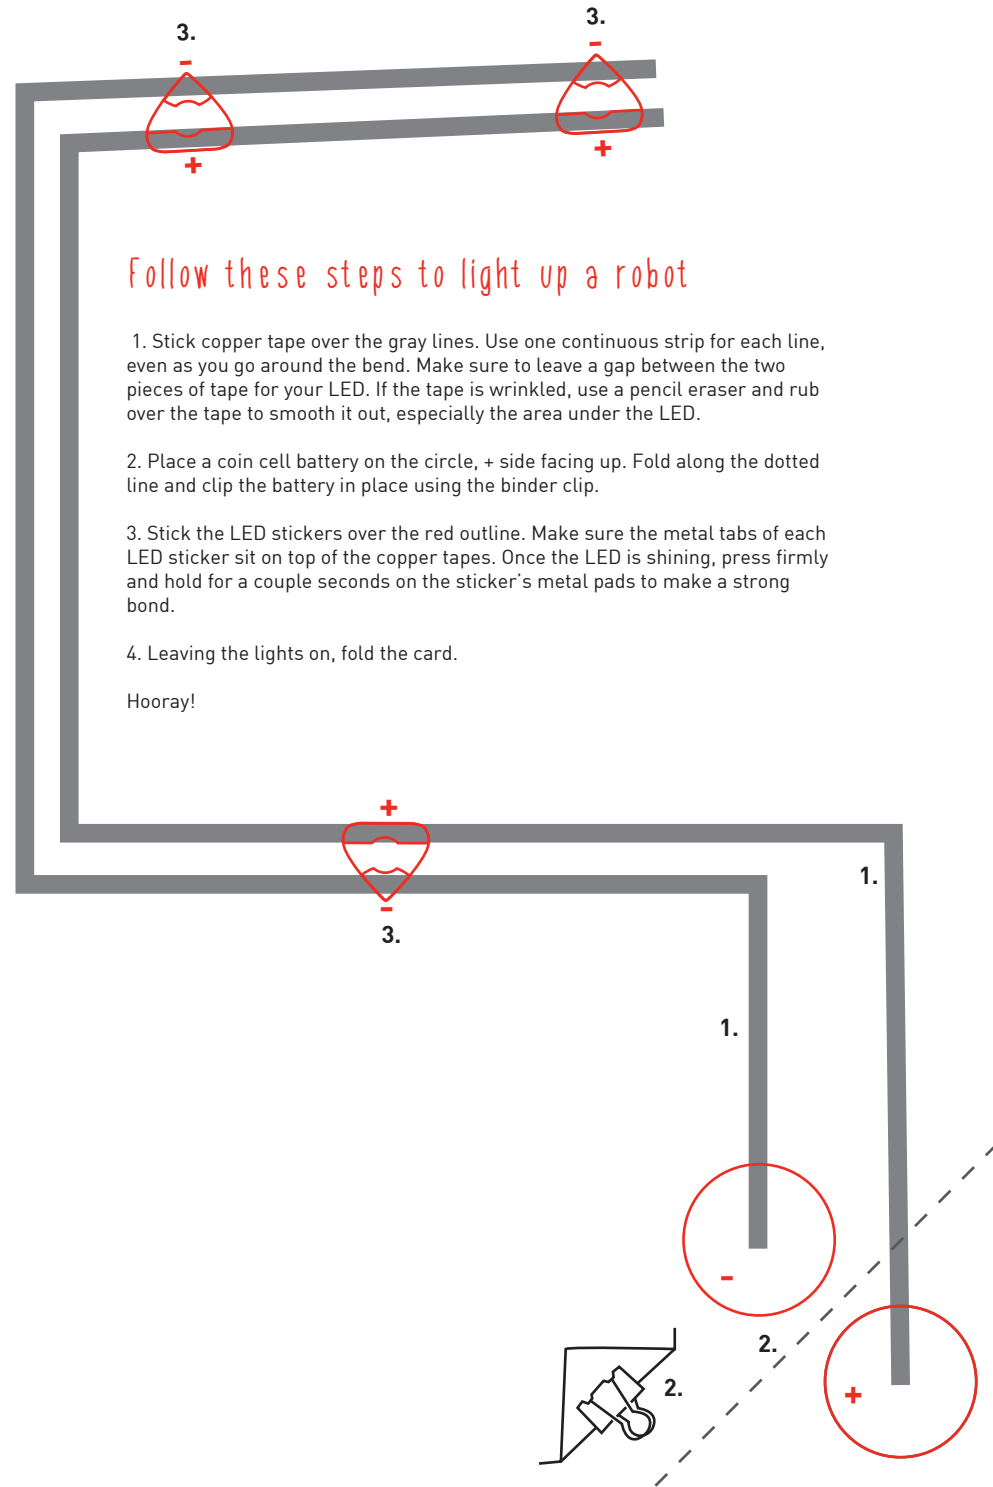 3.
3.
-
-
+
+
Follow these steps to light up a robot
1. Stick copper tape over the gray lines. Use one continuous strip for each line,
even as you go around the bend. Make sure to leave a gap between the two
pieces of tape for your LED. If the tape is wrinkled, use a pencil eraser and rub
over the tape to smooth it out, especially the area under the LED.
2. Place a coin cell battery on the circle, + side facing up. Fold along the dotted
line and clip the battery in place using the binder clip.
3. Stick the LED stickers over the red outline. Make sure the metal tabs of each
LED sticker sit on top of the copper tapes. Once the LED is shining, press firmly
and hold for a couple seconds on the sticker's metal pads to make a strong
bond.
4. Leaving the lights on, fold the card.
Hooray!
+
-
3.
1.
1.
-
2.
2.
+